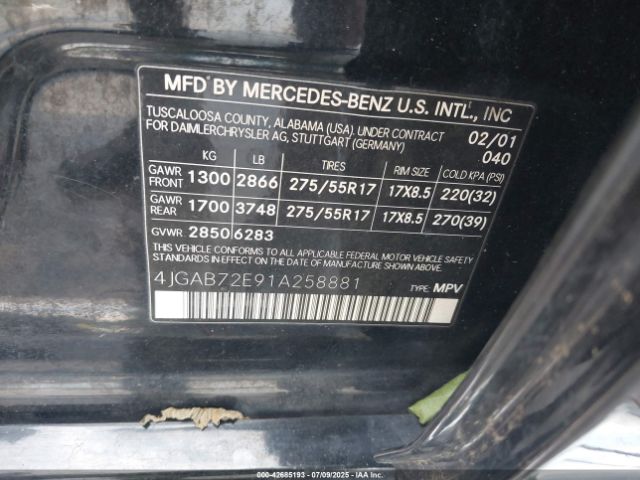 MFD BY MERCEDES-BENZ U.S. INTL., INC
TUSCALOOSA COUNTY, ALABAMA (USA). UNDER CONTRACT
FOR DAIMLERCHRYSLER AG, STUTTGART (GERMANY)
02/01
040
KG LB TIRES RIM SIZE COLD KPA (PSI)
GAWR FRONT 1300 2866 275/55R17 17X8.5 220(32)
GAWR REAR 1700 3748 275/55R17 17X8.5 270(39)
GVWR 2850 6283
THIS VEHICLE CONFORMS TO ALL APPLICABLE FEDERAL MOTOR VEHICLE SAFETY
STANDARDS IN EFFECT ON THE DATE OF MANUFACTURE SHOWN ABOVE.
4JGAB72E91A258881 TYPE: MPV
000-42685193 | 07/09/2025 | IAA Inc.